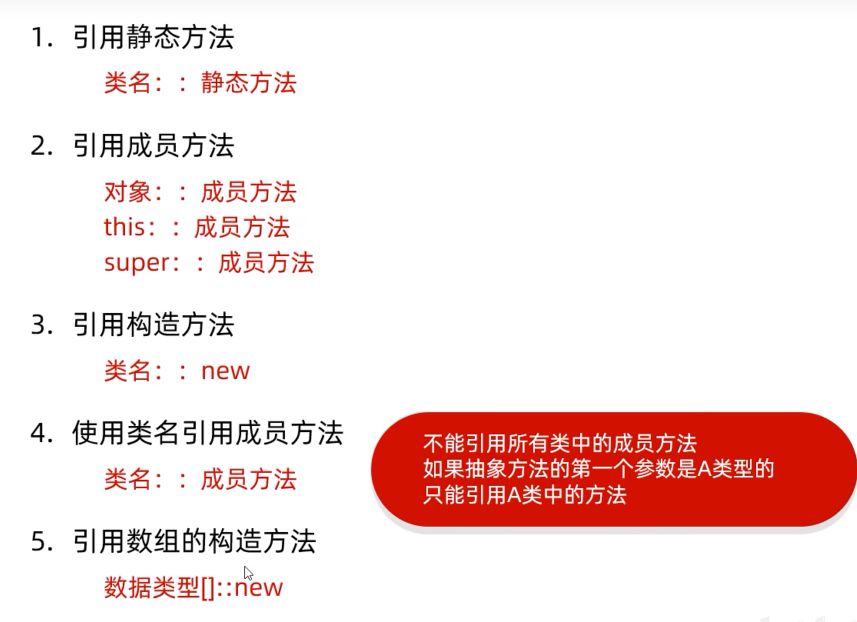 1. 引用静态方法
类名：：静态方法
2. 引用成员方法
对象：：成员方法
this：：成员方法
super：：成员方法
3. 引用构造方法
类名：：new
4. 使用类名引用成员方法
类名：：成员方法
不能引用所有类中的成员方法
如果抽象方法的第一个参数是A类型的
只能引用A类中的方法
5. 引用数组的构造方法
数据类型[]::new